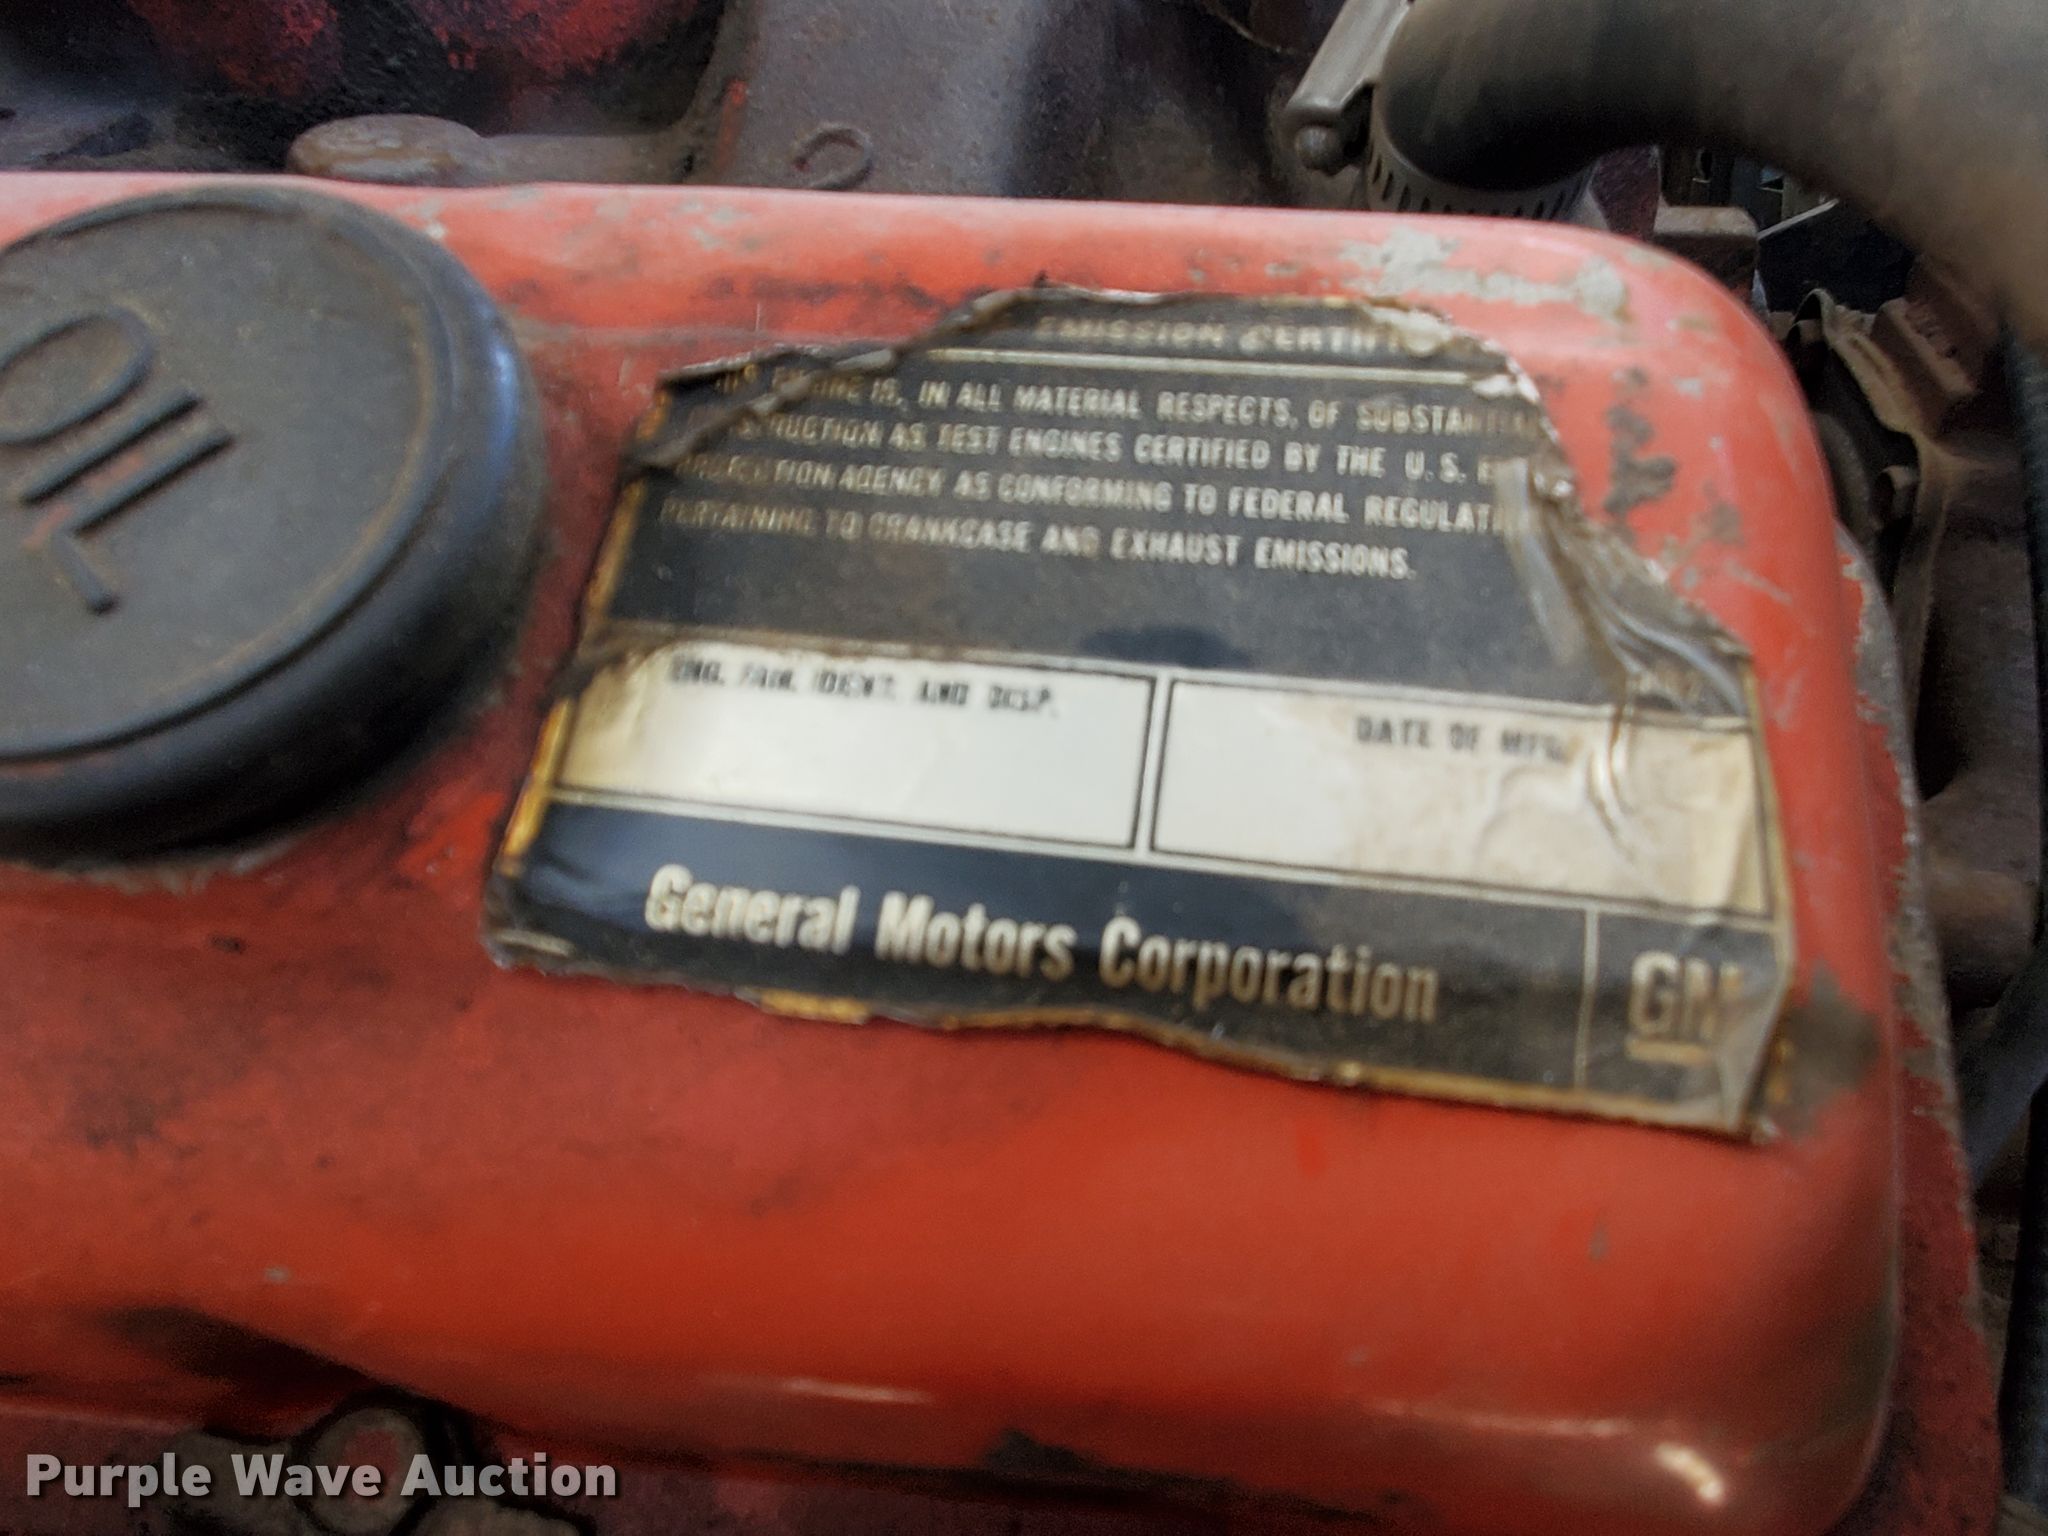 OIL
EMISSION CERTIFI
IS, IN ALL MATERIAL RESPECTS, OF
AS TEST ENGINES CERTIFIED BY THE U.S.
AGENCY AS CONFORMING TO FEDERAL
PERTAINING TO CRANKCASE AND EXHAUST EMISSIONS.
ENG. FAM. IDENT. AND DISP.
DATE OF MFG.
General Motors Corporation
GM
Purple Wave Auction